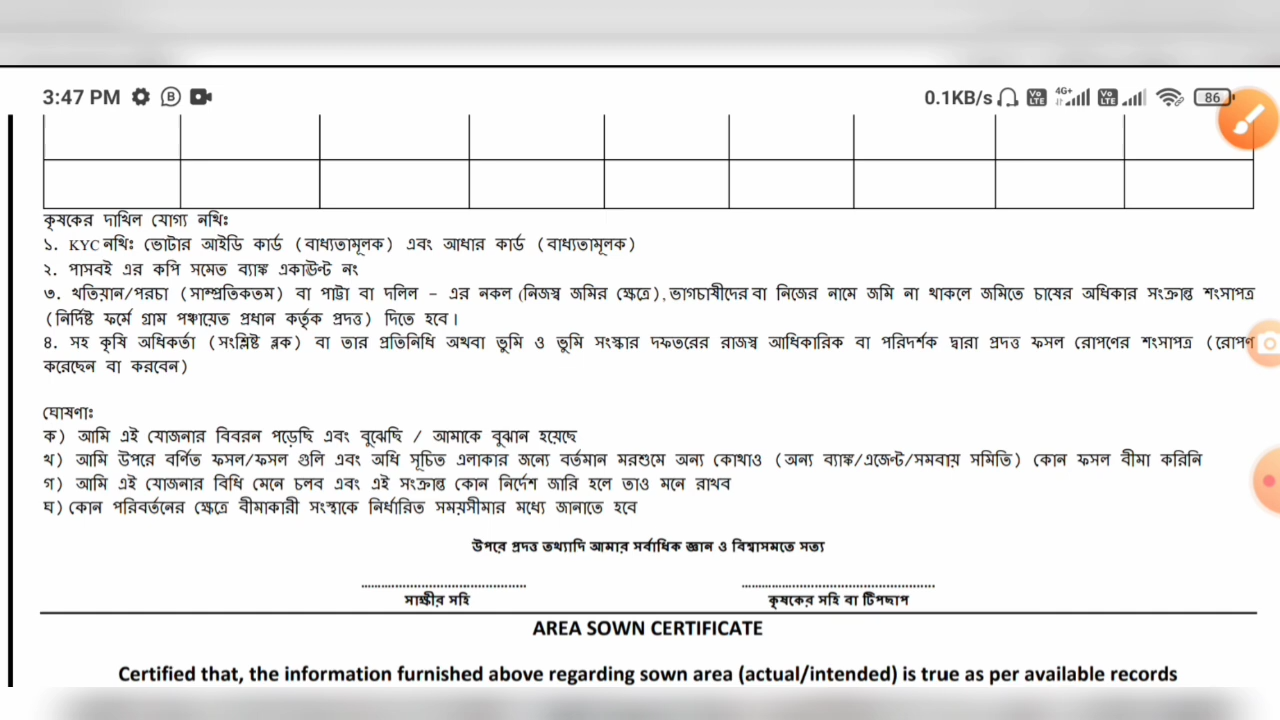 3:47 PM
0.1KB/s 4G+ 86
কৃষকের দাখিল যোগ্য নথিঃ
১. KYC নথিঃ ভোটার আইডি কার্ড (বাধ্যতামূলক) এবং আধার কার্ড (বাধ্যতামূলক)
২. পাসবই এর কপি সমেত ব্যাঙ্ক একাউন্ট নং
৩. খতিয়ান/পরচা (সাম্প্রতিকতম) বা পাট্টা বা দলিল – এর নকল (নিজস্ব জমির ক্ষেত্রে), ভাগচাষীদের বা নিজের নামে জমি না থাকলে জমিতে চাষের অধিকার সংক্রান্ত শংসাপত্র
(নির্দিষ্ট ফর্মে গ্রাম পঞ্চায়েত প্রধান কর্তৃক প্রদত্ত) দিতে হবে।
৪. সহ কৃষি অধিকর্তা (সংশ্লিষ্ট ব্লক) বা তার প্রতিনিধি অথবা ভুমি ও ভুমি সংস্কার দফতরের রাজস্ব আধিকারিক বা পরিদর্শক দ্বারা প্রদত্ত ফসল রোপণের শংসাপত্র (রোপণ
করেছেন বা করবেন)
ঘোষণাঃ
ক) আমি এই যোজনার বিবরন পড়েছি এবং বুঝেছি / আমাকে বুঝান হয়েছে
খ) আমি উপরে বর্ণিত ফসল/ফসল গুলি এবং অধি সূচিত এলাকার জন্যে বর্তমান মরশুমে অন্য কোথাও (অন্য ব্যাঙ্ক/এজেন্ট/সমবায় সমিতি) কোন ফসল বীমা করিনি
গ) আমি এই যোজনার বিধি মেনে চলব এবং এই সংক্রান্ত কোন নির্দেশ জারি হলে তাও মনে রাখব
ঘ) কোন পরিবর্তনের ক্ষেত্রে বীমাকারী সংস্থাকে নির্ধারিত সময়সীমার মধ্যে জানাতে হবে
উপরে প্রদত্ত তথ্যাদি আমার সর্বাধিক জ্ঞান ও বিশ্বাসমতে সত্য
সাক্ষীর সহি
কৃষকের সহি বা টিপছাপ
AREA SOWN CERTIFICATE
Certified that, the information furnished above regarding sown area (actual/intended) is true as per available records